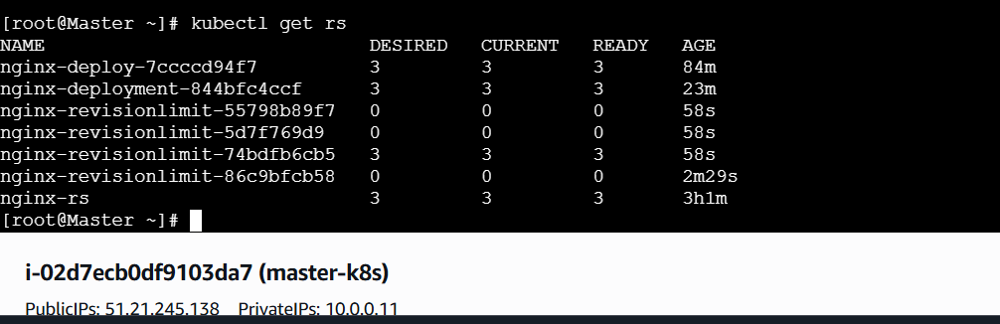 [root@Master ~]# kubectl get rs
NAME DESIRED CURRENT READY AGE
nginx-deploy-7ccccd94f7 3 3 3 84m
nginx-deployment-844bfc4ccf 3 3 3 23m
nginx-revisionlimit-55798b89f7 0 0 0 58s
nginx-revisionlimit-5d7f769d9 0 0 0 58s
nginx-revisionlimit-74bdfb6cb5 3 3 3 58s
nginx-revisionlimit-86c9bfcb58 0 0 0 2m29s
nginx-rs 3 3 3 3h1m
[root@Master ~]#
i-02d7ecb0df9103da7 (master-k8s)
PublicIPs: 51.21.245.138 PrivateIPs: 10.0.0.11